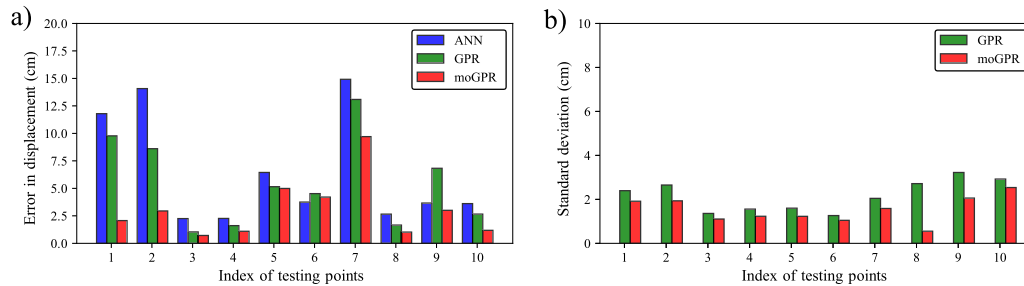 a)
Error in displacement (cm)
20.0
17.5
15.0
12.5
10.0
7.5
5.0
2.5
0.0
ANN
GPR
moGPR
1 2 3 4 5 6 7 8 9 10
Index of testing points
b)
Standard deviation (cm)
10
8
6
4
2
0
GPR
moGPR
1 2 3 4 5 6 7 8 9 10
Index of testing points